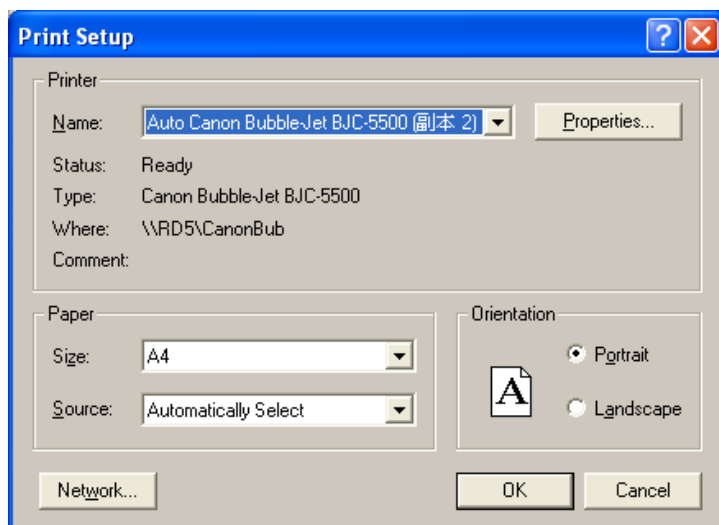 Print Setup
Printer
Name: Auto Canon Bubble-Jet BJC-5500 (副本 2) Properties...
Status: Ready
Type: Canon Bubble-Jet BJC-5500
Where: \\RD5\CanonBub
Comment:
Paper
Size: A4
Source: Automatically Select
Orientation
A
Portrait
Landscape
Network... OK Cancel